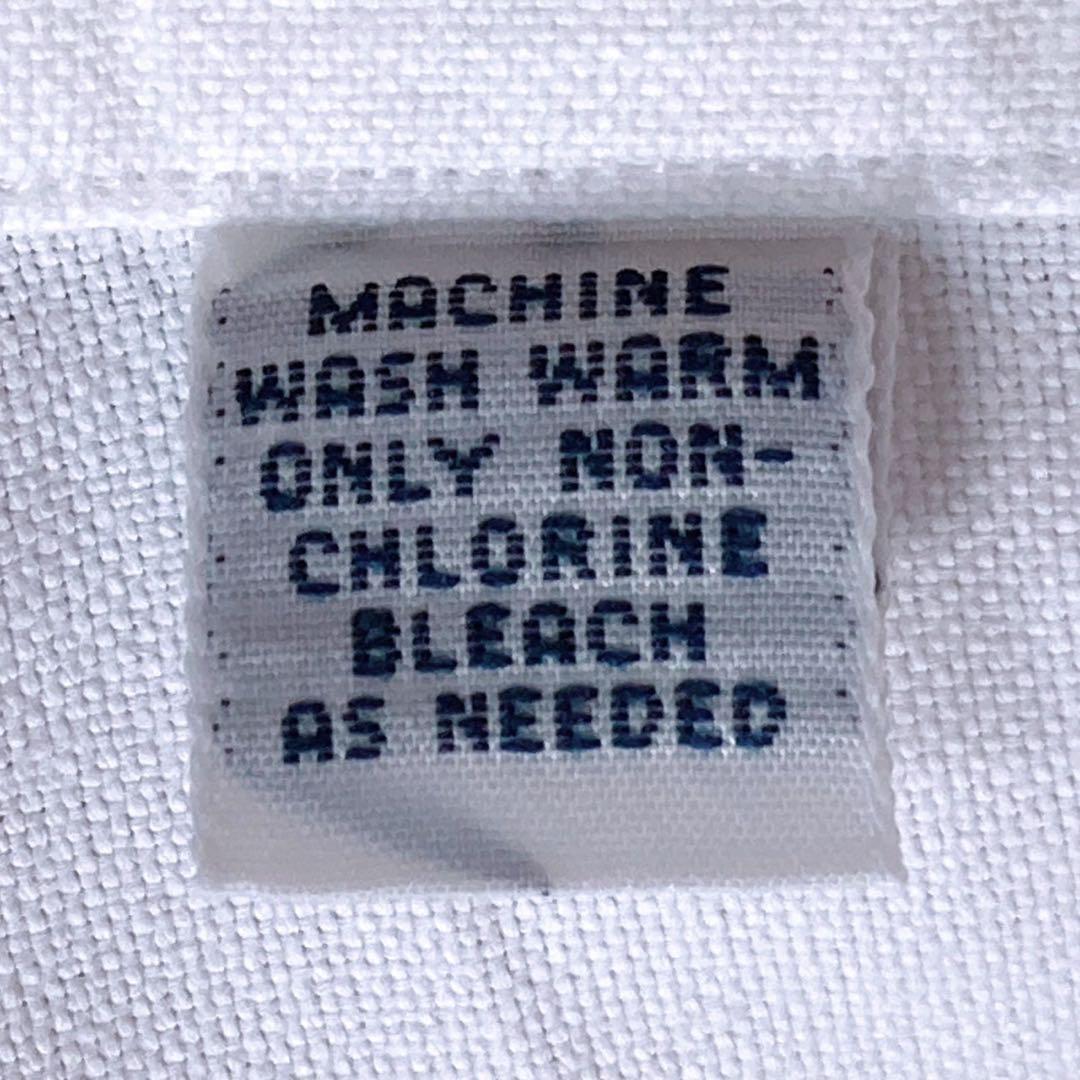 MACHINE
WASH WARM
ONLY NON-
CHLORINE
BLEACH
AS NEEDED